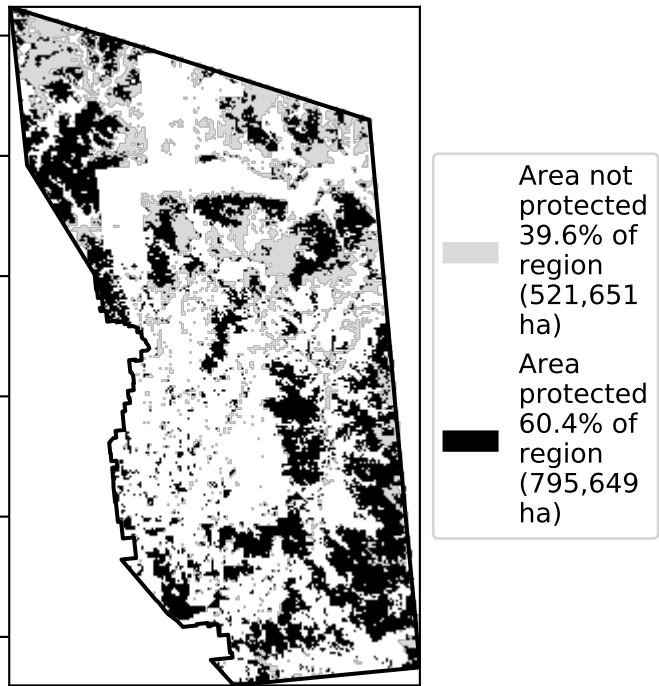 Area not
protected
39.6% of
region
(521,651
ha)
Area
protected
60.4% of
region
(795,649
ha)